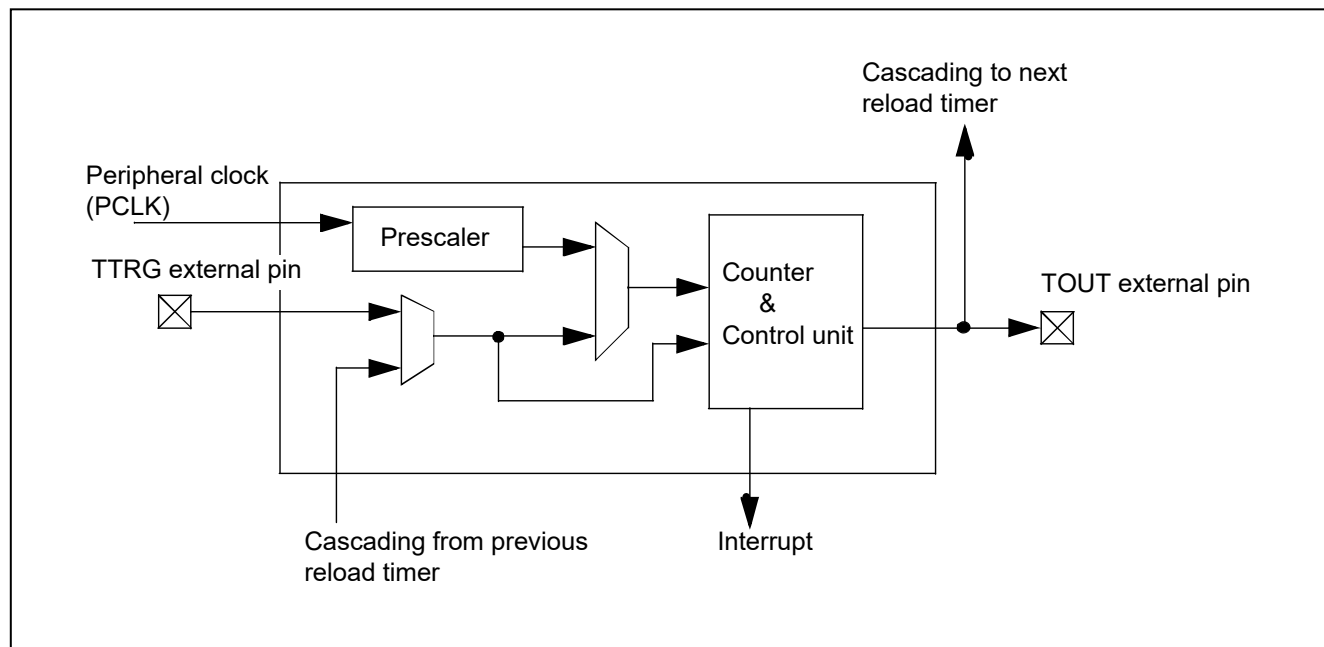 Cascading to next
reload timer
Peripheral clock
(PCLK)
Prescaler
TTRG external pin
Counter
&
Control unit
TOUT external pin
Cascading from previous
reload timer
Interrupt